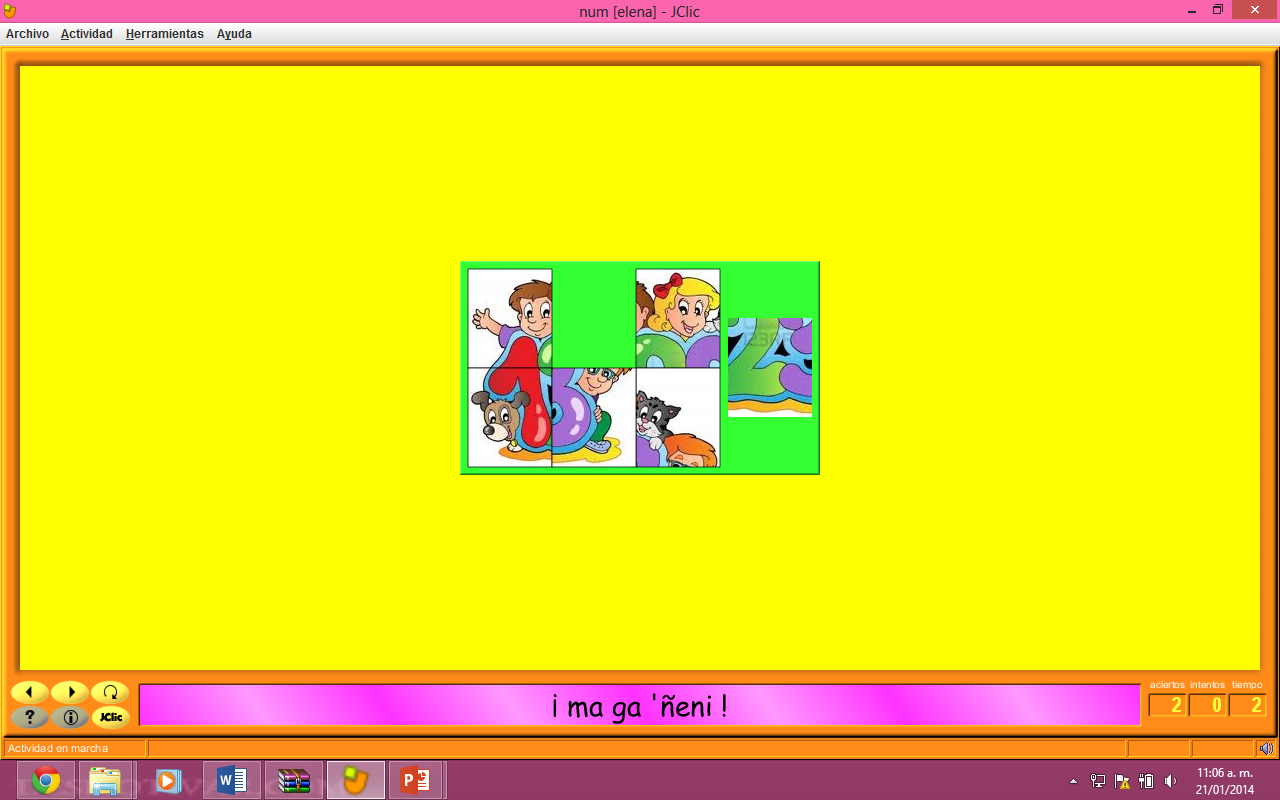 num [elena] - JClic
Archivo Actividad Herramientas Ayuda
¡ ma ga 'ñeni !
aciertos intentos tiempo
2 0 2
JClic
Actividad en marcha
11:06 a. m.
21/01/2014